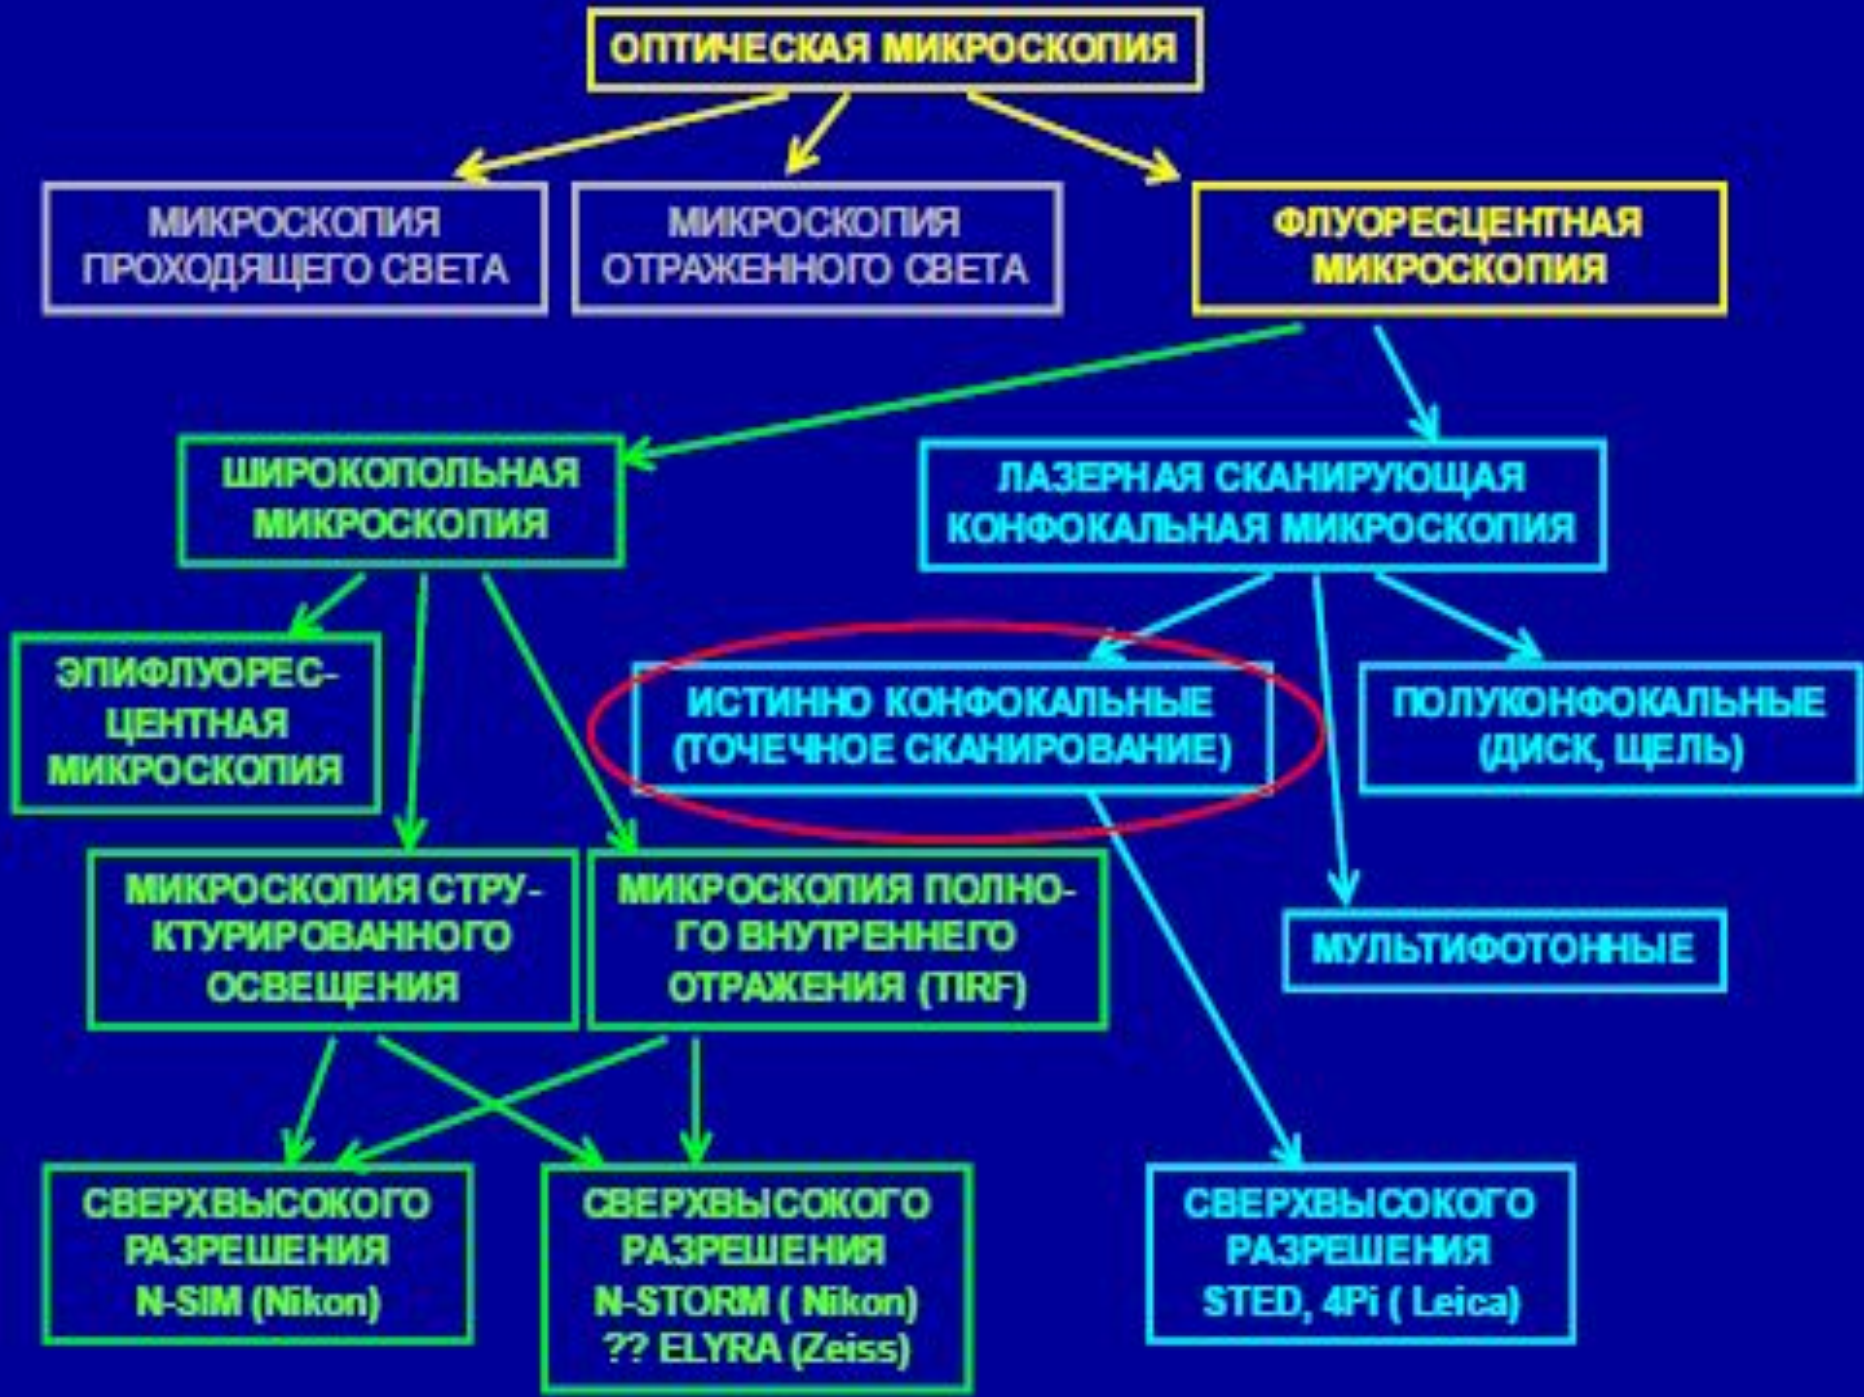 ОПТИЧЕСКАЯ МИКРОСКОПИЯ
МИКРОСКОПИЯ
ПРОХОДЯЩЕГО СВЕТА
МИКРОСКОПИЯ
ОТРАЖЕННОГО СВЕТА
ФЛУОРЕСЦЕНТНАЯ
МИКРОСКОПИЯ
ШИРОКОПОЛЬНАЯ
МИКРОСКОПИЯ
ЛАЗЕРНАЯ СКАНИРУЮЩАЯ
КОНФОКАЛЬНАЯ МИКРОСКОПИЯ
ЭПИФЛУОРЕС-
ЦЕНТНАЯ
МИКРОСКОПИЯ
ИСТИННО КОНФОКАЛЬНЫЕ
(ТОЧЕЧНОЕ СКАНИРОВАНИЕ)
ПОЛУКОНФОКАЛЬНЫЕ
(ДИСК, ЩЕЛЬ)
МИКРОСКОПИЯ СТРУ-
КТУРИРОВАННОГО
ОСВЕЩЕНИЯ
МИКРОСКОПИЯ ПОЛНО-
ГО ВНУТРЕННЕГО
ОТРАЖЕНИЯ (TIRF)
МУЛЬТИФОТОННЫЕ
СВЕРХВЫСОКОГО
РАЗРЕШЕНИЯ
N-SIM (Nikon)
СВЕРХВЫСОКОГО
РАЗРЕШЕНИЯ
N-STORM ( Nikon)
?? ELYRA (Zeiss)
СВЕРХВЫСОКОГО
РАЗРЕШЕНИЯ
STED, 4Pi ( Leica)